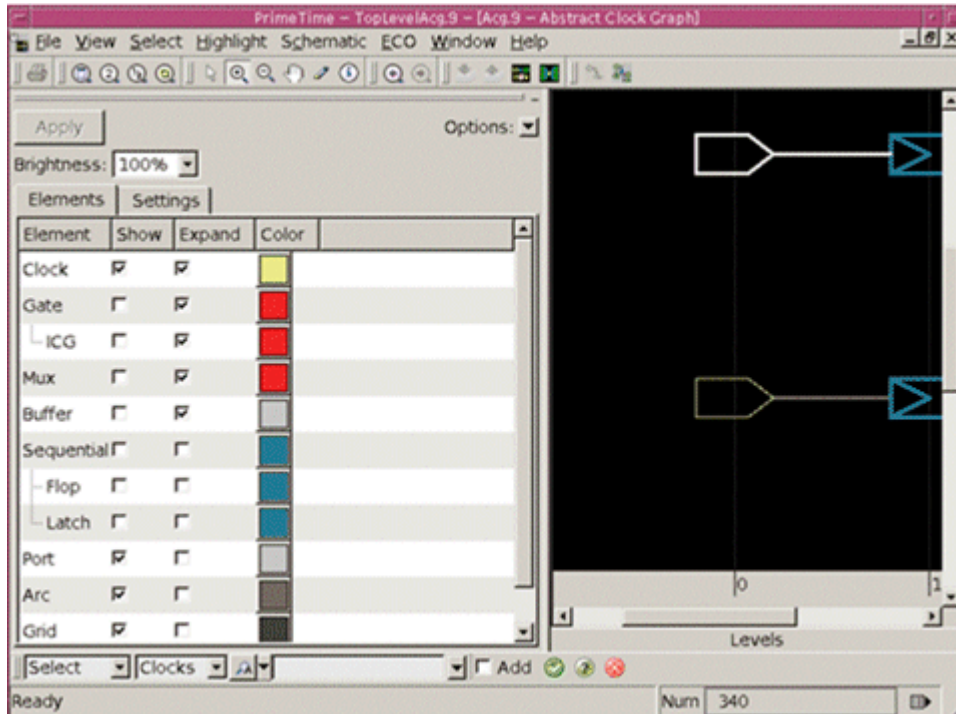 PrimeTime - TopLevelAcg.9 - [Acg.9 - Abstract Clock Graph]
File View Select Highlight Schematic ECO Window Help
Apply Options:
Brightness: 100%
Elements Settings
Element Show Expand Color
Clock
Gate
ICG
Mux
Buffer
Sequential
Flop
Latch
Port
Arc
Grid
0 1
Levels
Select Clocks Add
Ready Num 340